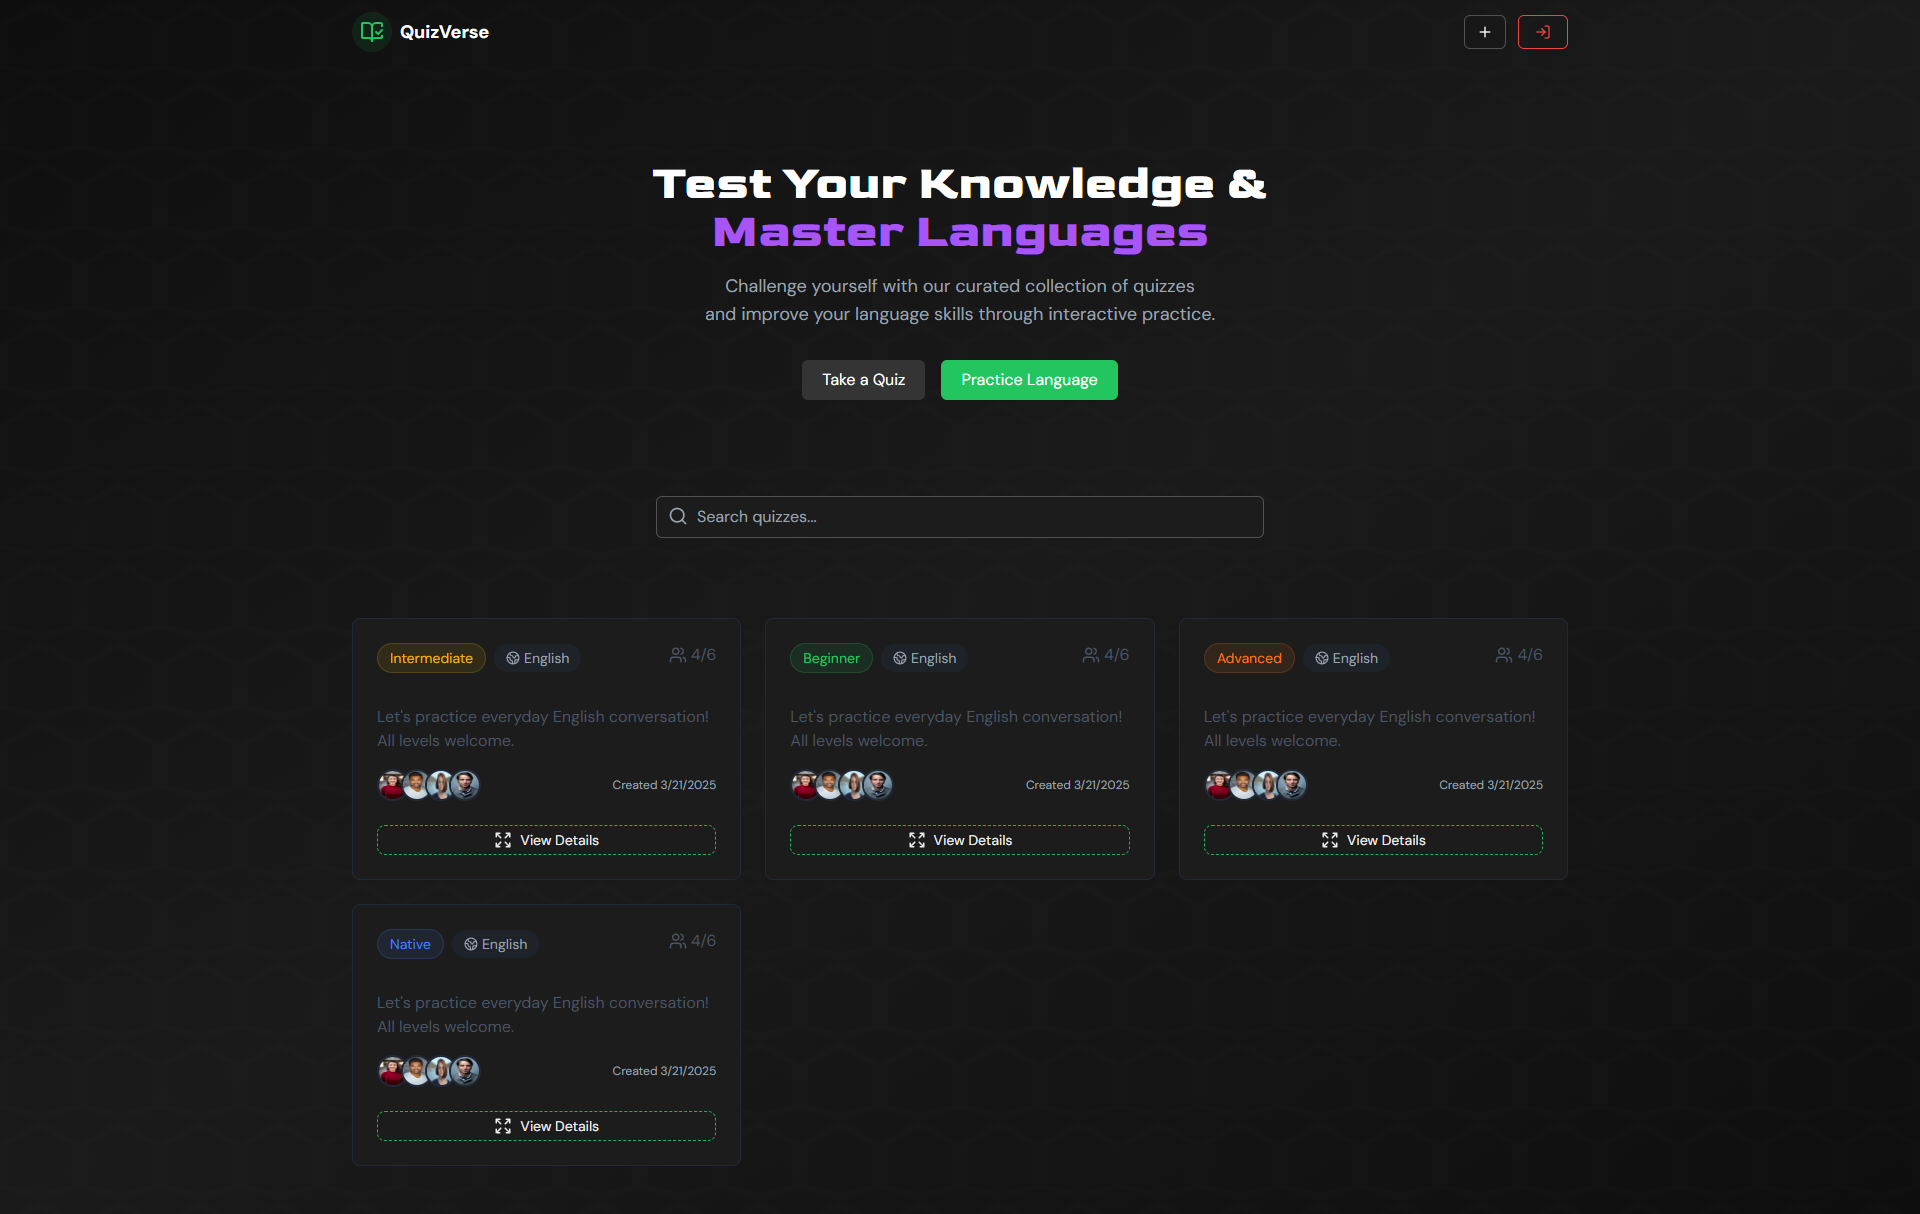 QuizVerse
Test Your Knowledge &
Master Languages
Challenge yourself with our curated collection of quizzes
and improve your language skills through interactive practice.
Take a Quiz
Practice Language
Search quizzes...
Intermediate
English
4/6
Let's practice everyday English conversation!
All levels welcome.
Created 3/21/2025
View Details
Beginner
English
4/6
Let's practice everyday English conversation!
All levels welcome.
Created 3/21/2025
View Details
Advanced
English
4/6
Let's practice everyday English conversation!
All levels welcome.
Created 3/21/2025
View Details
Native
English
4/6
Let's practice everyday English conversation!
All levels welcome.
Created 3/21/2025
View Details